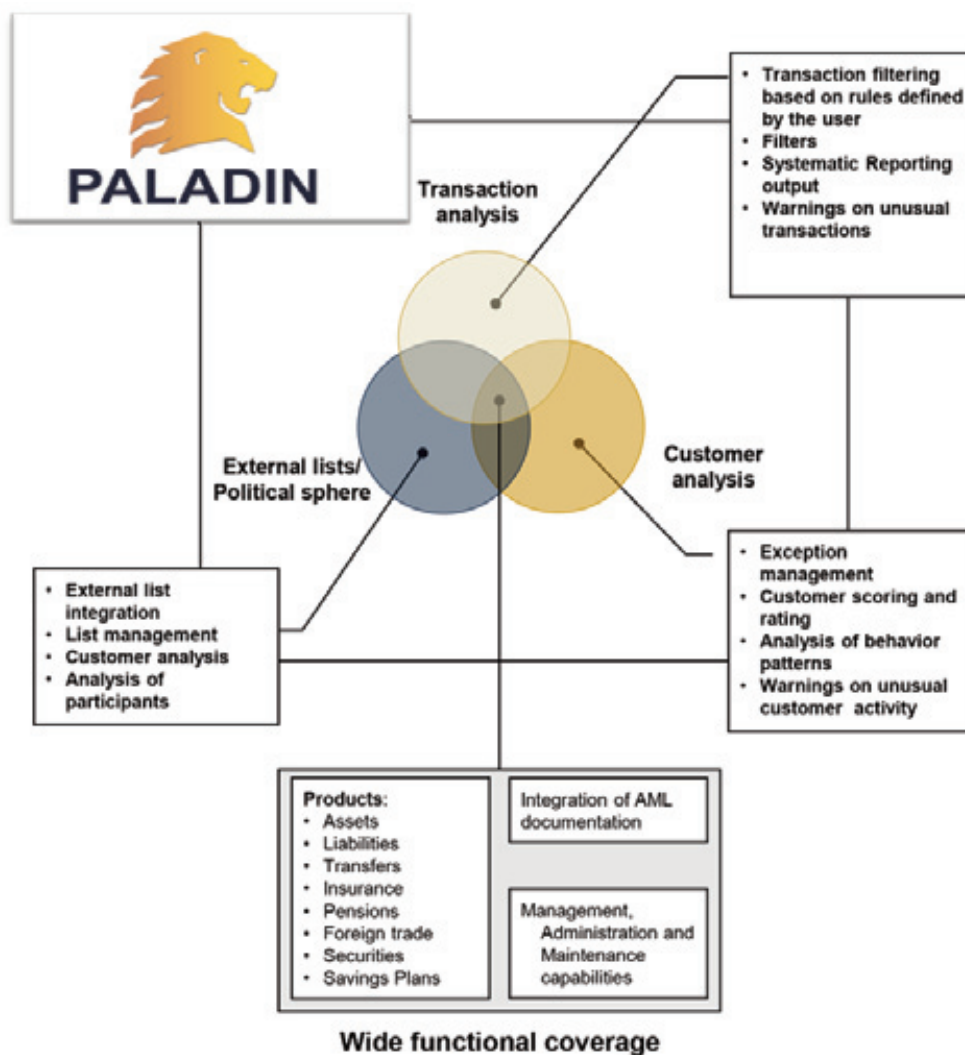 PALADIN
• Transaction filtering
based on rules defined
by the user
• Filters
• Systematic Reporting
output
• Warnings on unusual
transactions
Transaction
analysis
External lists/
Political sphere
Customer
analysis
• External list
integration
• List management
• Customer analysis
• Analysis of
participants
• Exception
management
• Customer scoring and
rating
• Analysis of behavior
patterns
• Warnings on unusual
customer activity
Products:
• Assets
• Liabilities
• Transfers
• Insurance
• Pensions
• Foreign trade
• Securities
• Savings Plans
Integration of AML
documentation
Management,
Administration and
Maintenance
capabilities
Wide functional coverage